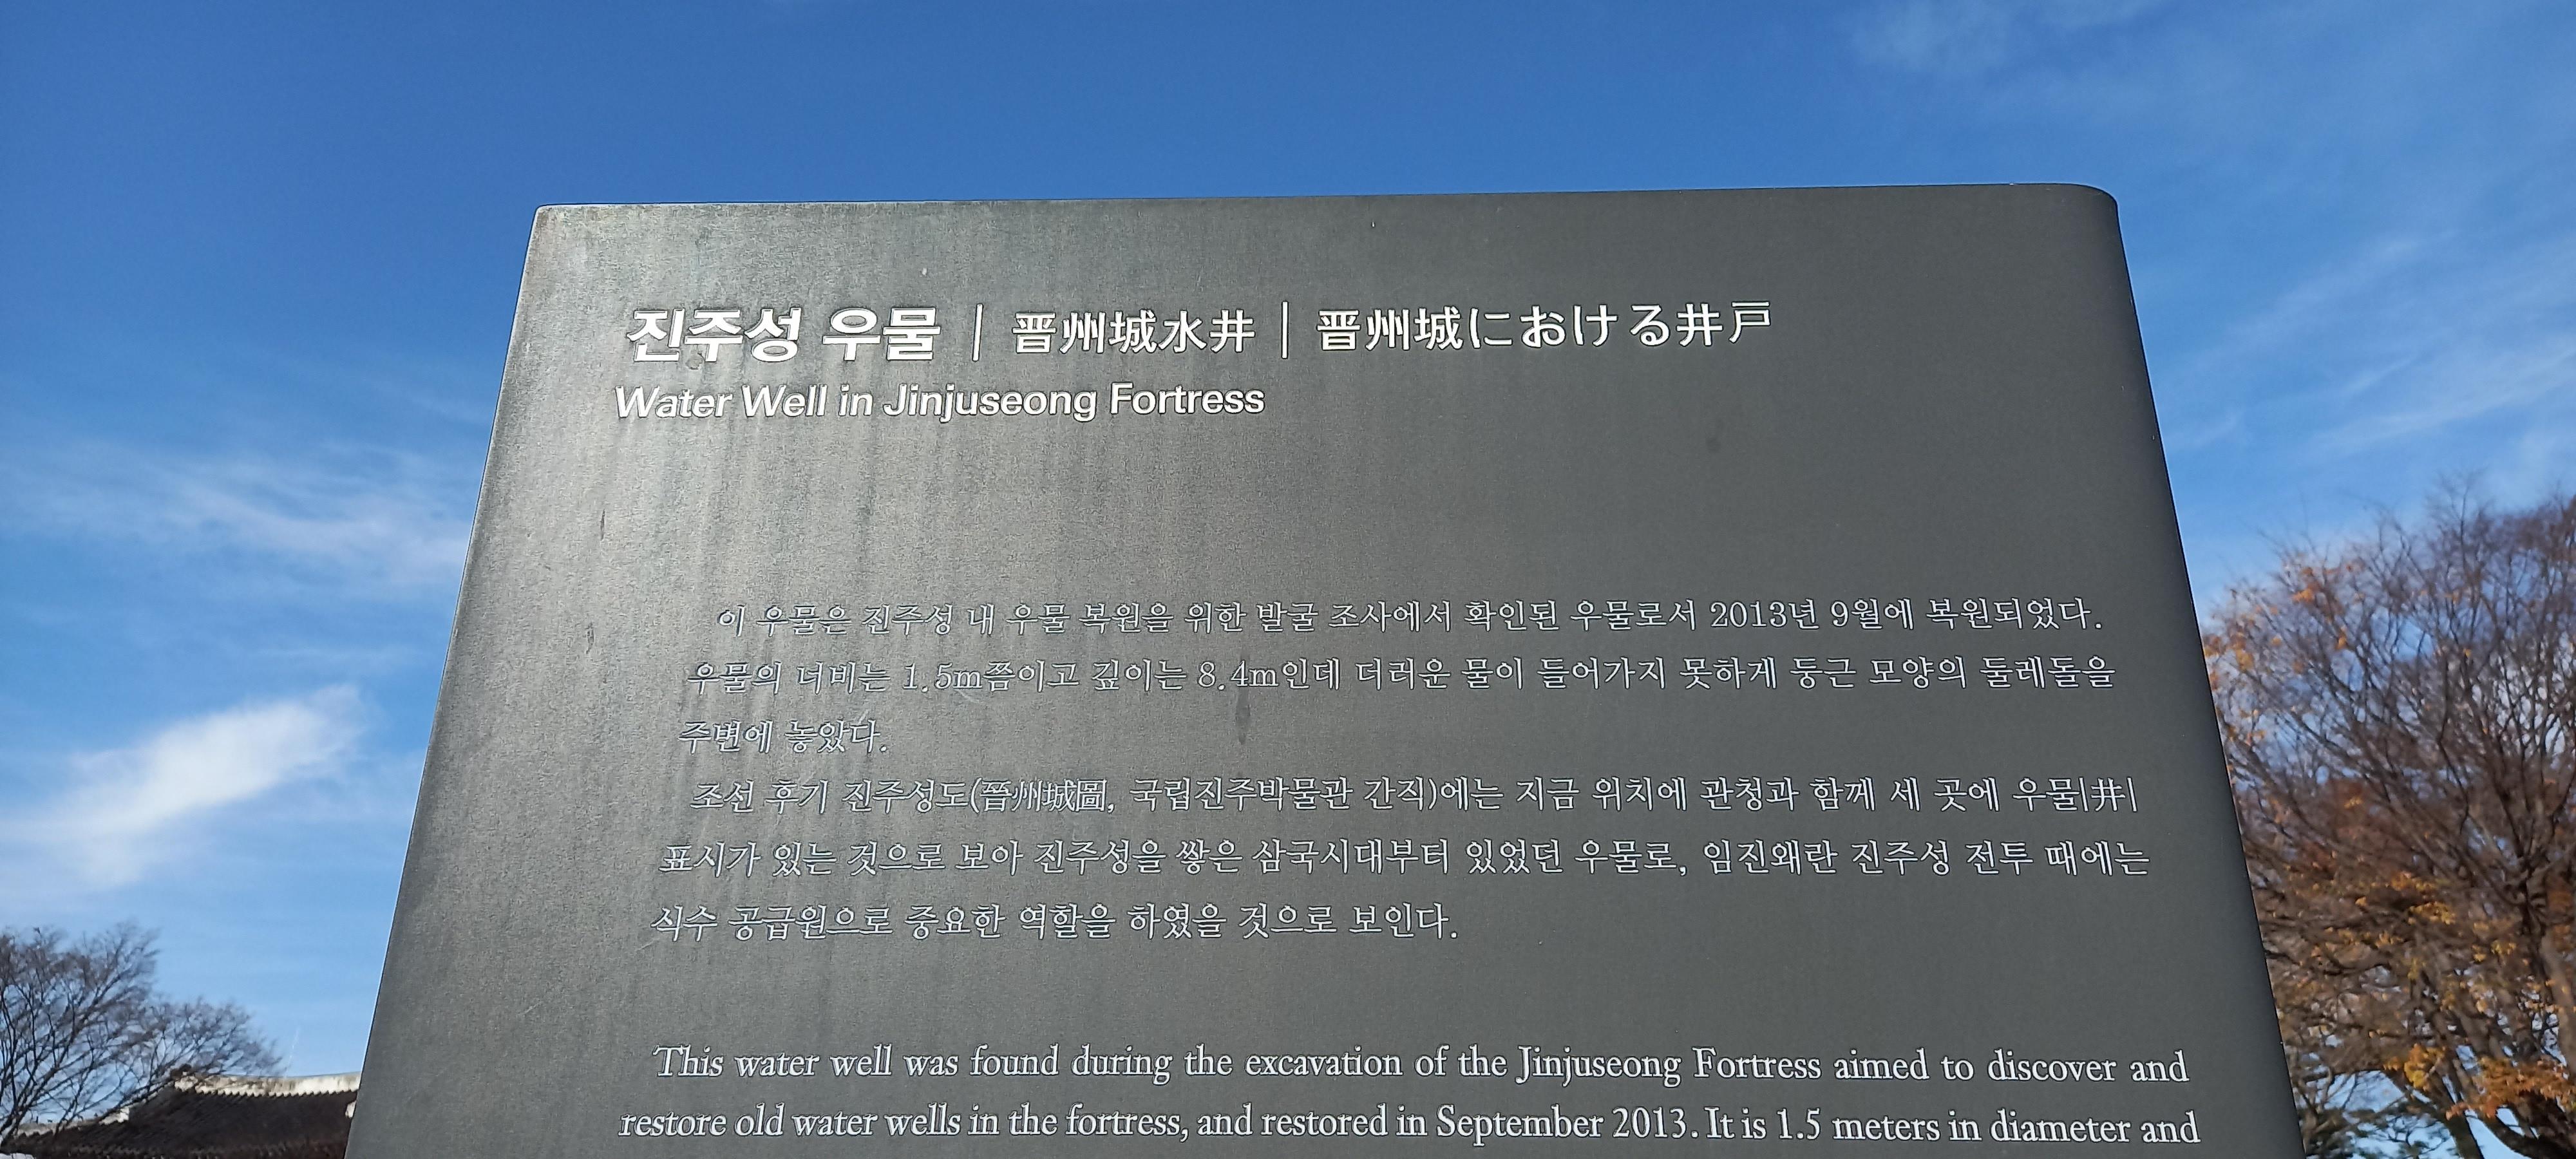 진주성 우물 | 晋州城水井 | 晋州城における井戸
Water Well in Jinjuseong Fortress
이 우물은 진주성 내 우물 복원을 위한 발굴 조사에서 확인된 우물로서 2013년 9월에 복원되었다.
우물의 너비는 1.5m쯤이고 깊이는 8.4m인데 더러운 물이 들어가지 못하게 둥근 모양의 둘레돌을
주변에 놓았다.
조선 후기 진주성도(晋州城圖, 국립진주박물관 간직)에는 지금 위치에 관청과 함께 세 곳에 우물|井|
표시가 있는 것으로 보아 진주성을 쌓은 삼국시대부터 있었던 우물로, 임진왜란 진주성 전투 때에는
식수 공급원으로 중요한 역할을 하였을 것으로 보인다.
This water well was found during the excavation of the Jinjuseong Fortress aimed to discover and
restore old water wells in the fortress, and restored in September 2013. It is 1.5 meters in diameter and